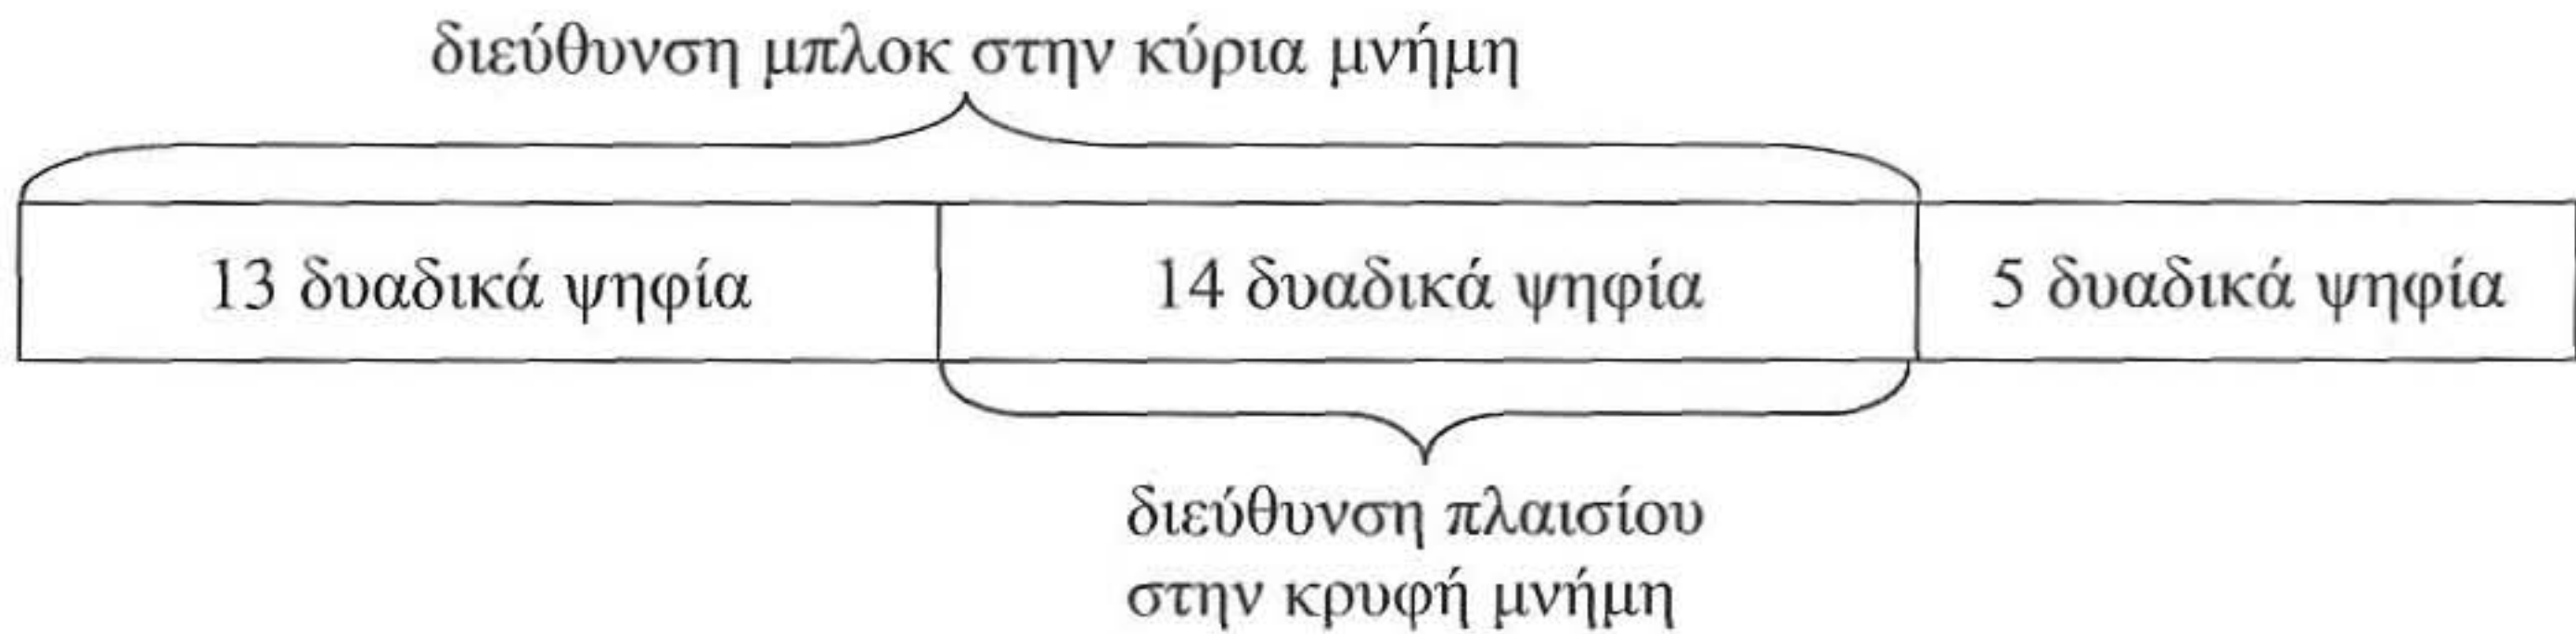 διεύθυνση μπλοκ στην κύρια μνήμη
13 δυαδικά ψηφία
14 δυαδικά ψηφία
5 δυαδικά ψηφία
διεύθυνση πλαισίου
στην κρυφή μνήμη